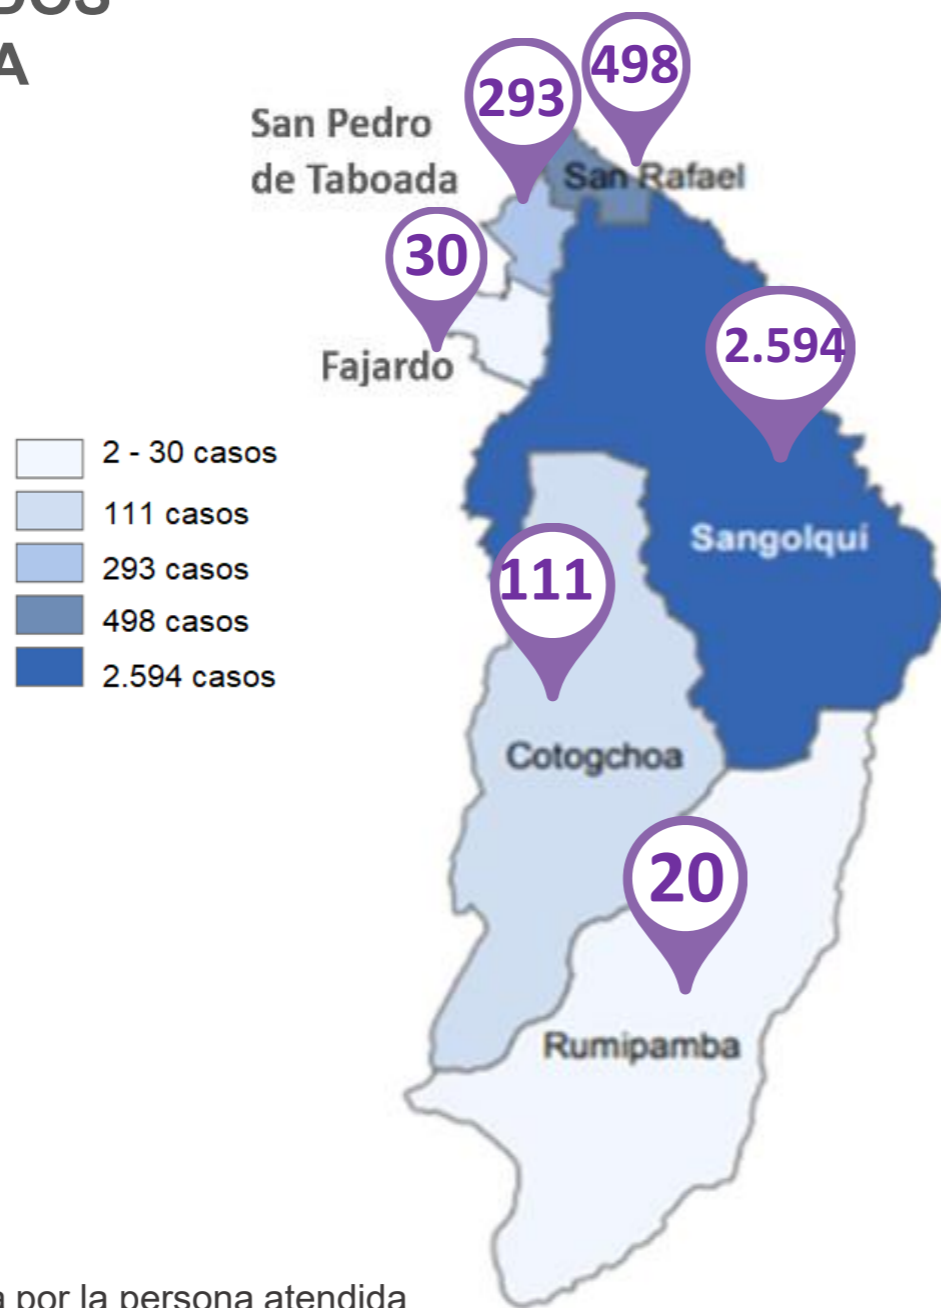 A
498
293
San Pedro
de Taboada
San Rafael
30
2.594
Fajardo
2 - 30 casos
111 casos
293 casos
498 casos
2.594 casos
Sangolquí
111
Cotogchoa
20
Rumipamba
por la persona atendida